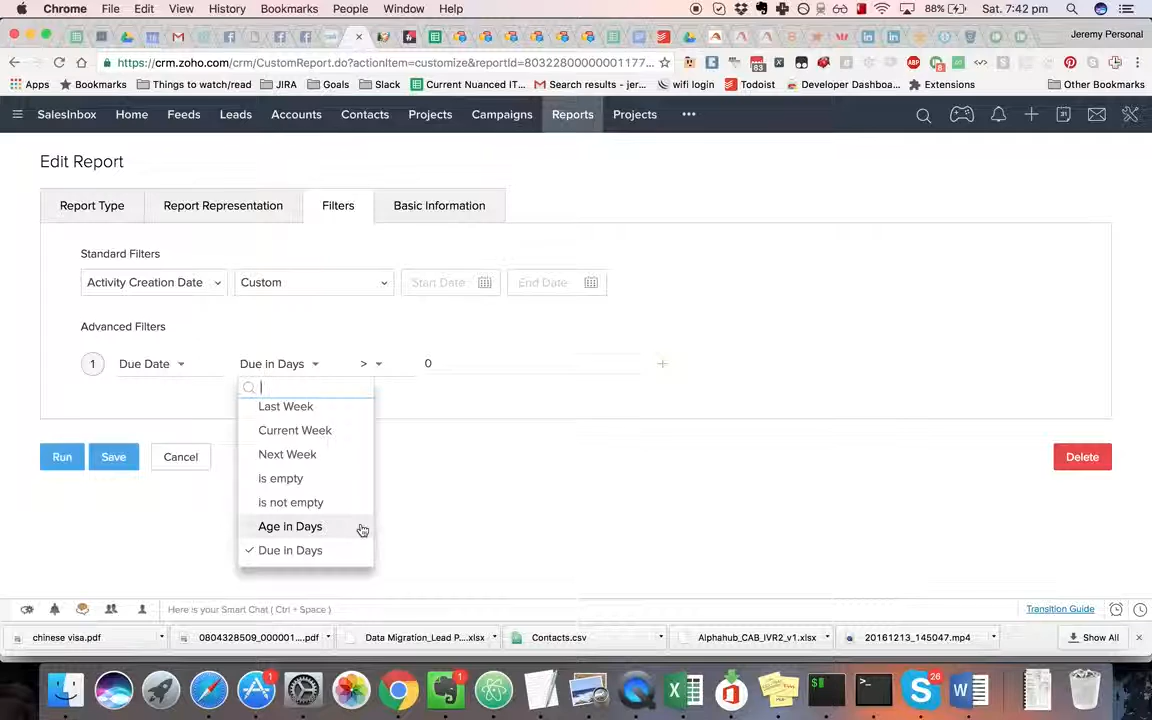 Chrome File Edit View History Bookmarks People Window Help 88% Sat. 7:42 pm
Jeremy Personal
https://crm.zoho.com/crm/CustomReport.do?actionItem=customize&reportId=80322800000001177...
83 ABP 8
Apps Bookmarks Things to watch/read JIRA Goals Slack Current Nuanced IT... Search results - jer... wifi login Todoist Developer Dashboa... Extensions Other Bookmarks
SalesInbox Home Feeds Leads Accounts Contacts Projects Campaigns Reports Projects ••• 31
Edit Report
Report Type Report Representation Filters Basic Information
Standard Filters
Activity Creation Date Custom Start Date End Date
Advanced Filters
1 Due Date Due in Days > 0 +
Last Week
Current Week
Next Week
is empty
is not empty
Age in Days
Due in Days
Run Save Cancel Delete
Here is your Smart Chat ( Ctrl + Space ) Transition Guide
chinese visa.pdf 0804328509_000001....pdf Data Migration_Lead P....xlsx Contacts.csv Alphahub_CAB_IVR2_v1.xlsx 20161213_145047.mp4 Show All
1 1 26